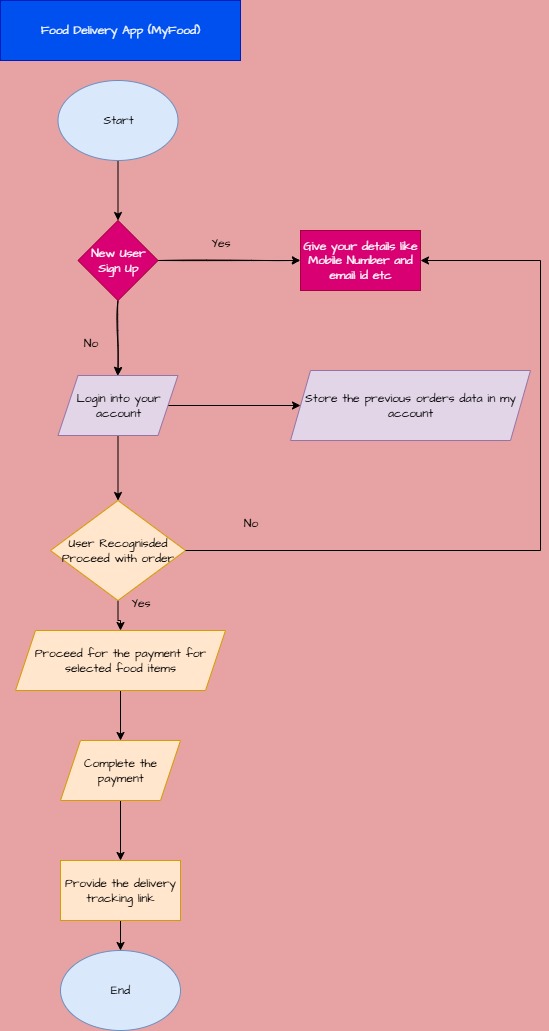 Food Delivery App (MyFood)
Start
New User
Sign Up
Yes
Give your details like
Mobile Number and
email id etc
No
Login into your
account
Store the previous orders data in my
account
No
User Recognisded
Proceed with order
Yes
Proceed for the payment for
selected food items
Complete the
payment
Provide the delivery
tracking link
End